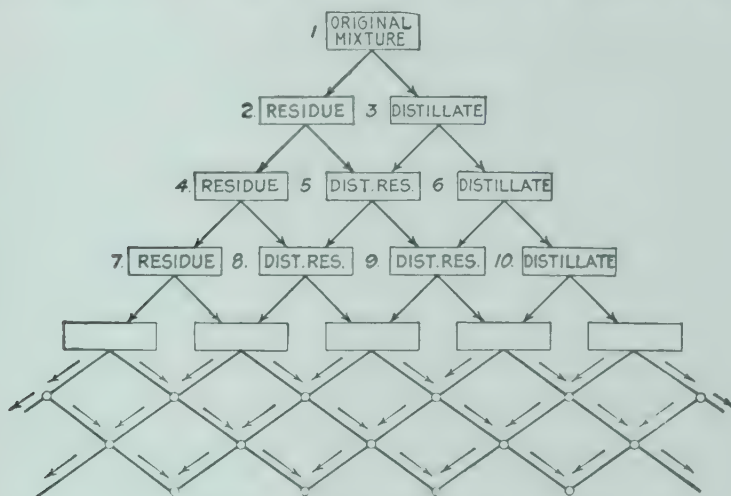 1 ORIGINAL
MIXTURE
2. RESIDUE 3 DISTILLATE
4. RESIDUE 5 DIST. RES. 6 DISTILLATE
7. RESIDUE 8. DIST. RES. 9. DIST. RES. 10. DISTILLATE